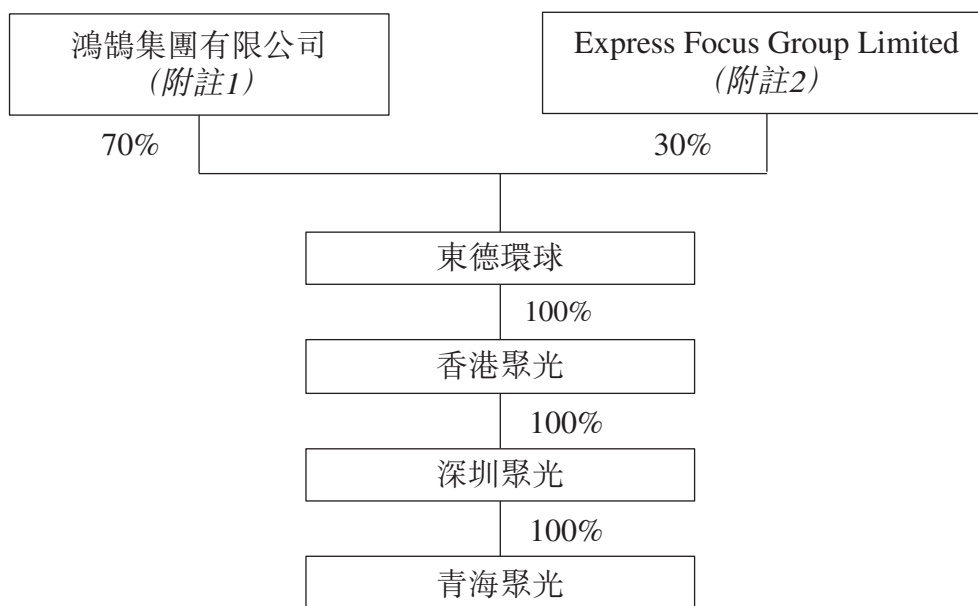 鴻鵠集團有限公司
(附註1)
Express Focus Group Limited
(附註2)
70%
30%
東德環球
100%
香港聚光
100%
深圳聚光
100%
青海聚光